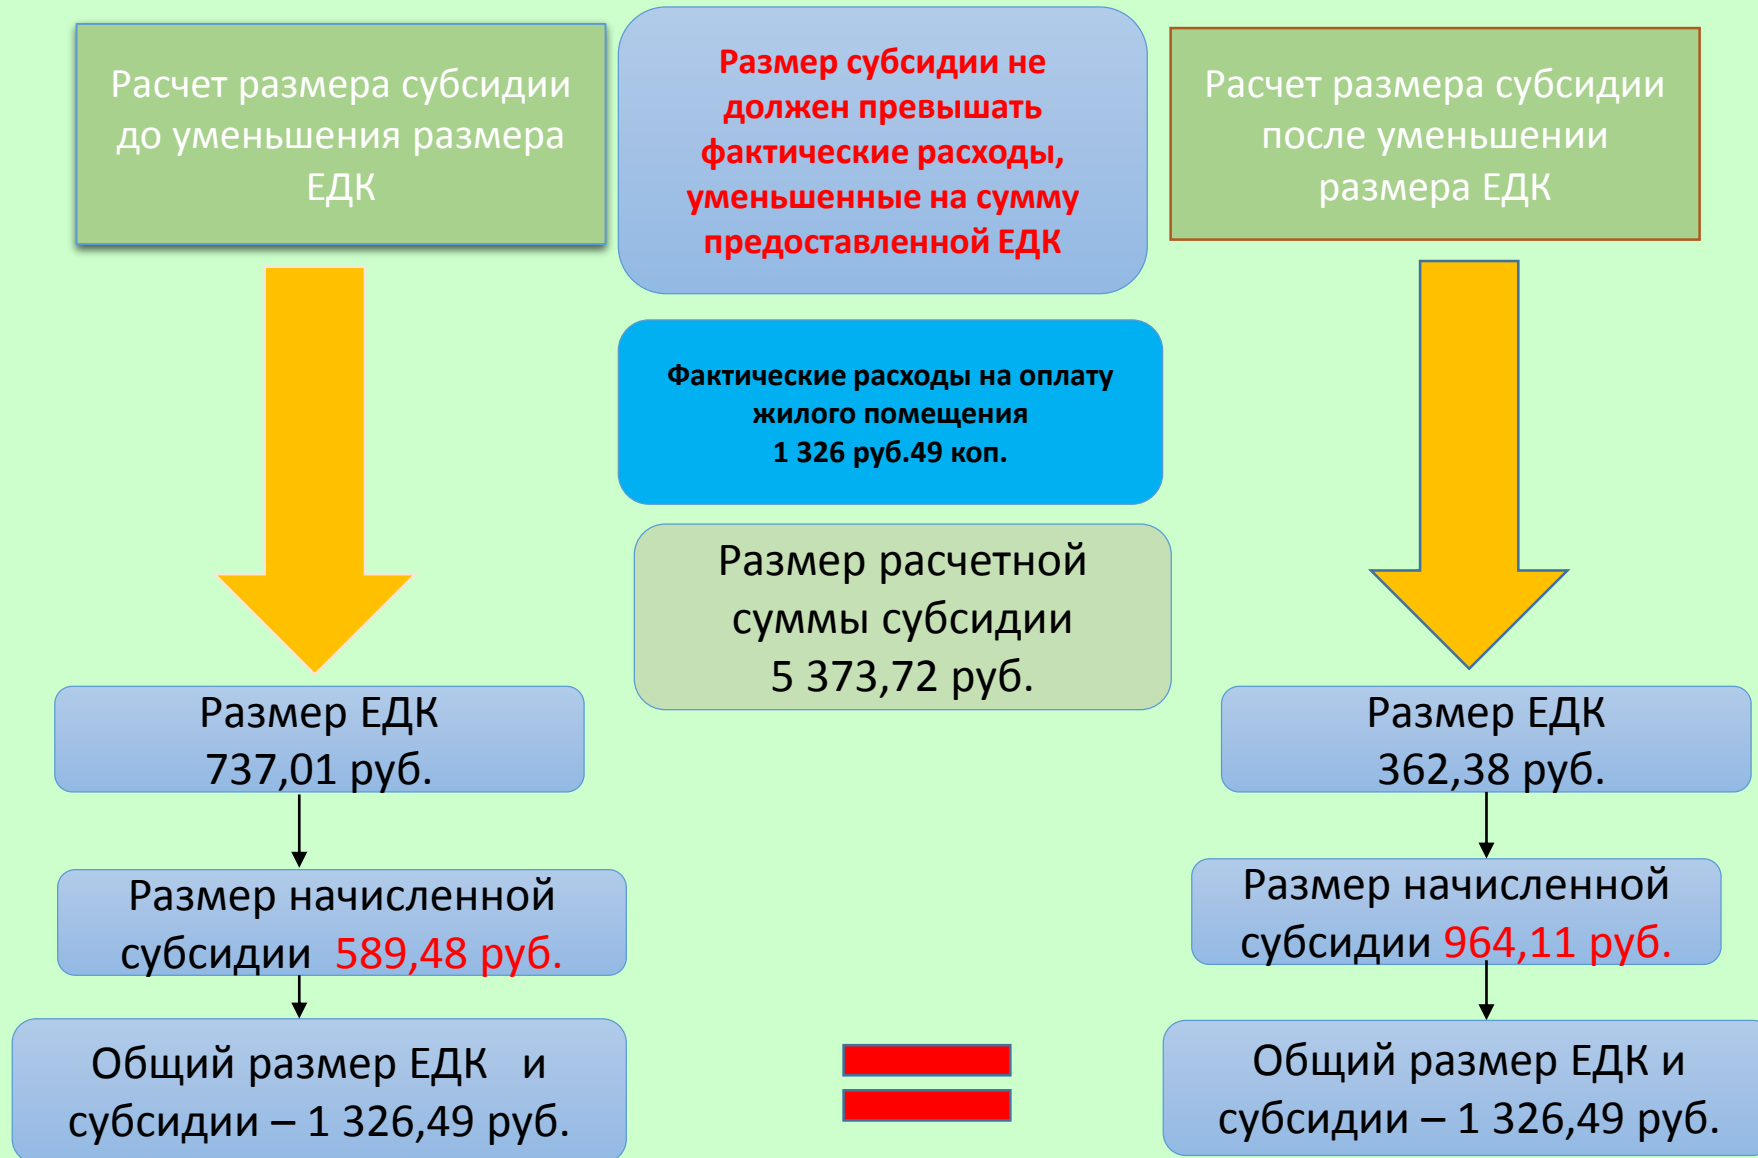 Расчет размера субсидии
до уменьшения размера
ЕДК
Размер субсидии не
должен превышать
фактические расходы,
уменьшенные на сумму
предоставленной ЕДК
Расчет размера субсидии
после уменьшении
размера ЕДК
Фактические расходы на оплату
жилого помещения
1 326 руб.49 коп.
Размер расчетной
суммы субсидии
5 373,72 руб.
Размер ЕДК
737,01 руб.
Размер начисленной
субсидии 589,48 руб.
Общий размер ЕДК и
субсидии – 1 326,49 руб.
Размер ЕДК
362,38 руб.
Размер начисленной
субсидии 964,11 руб.
Общий размер ЕДК и
субсидии – 1 326,49 руб.